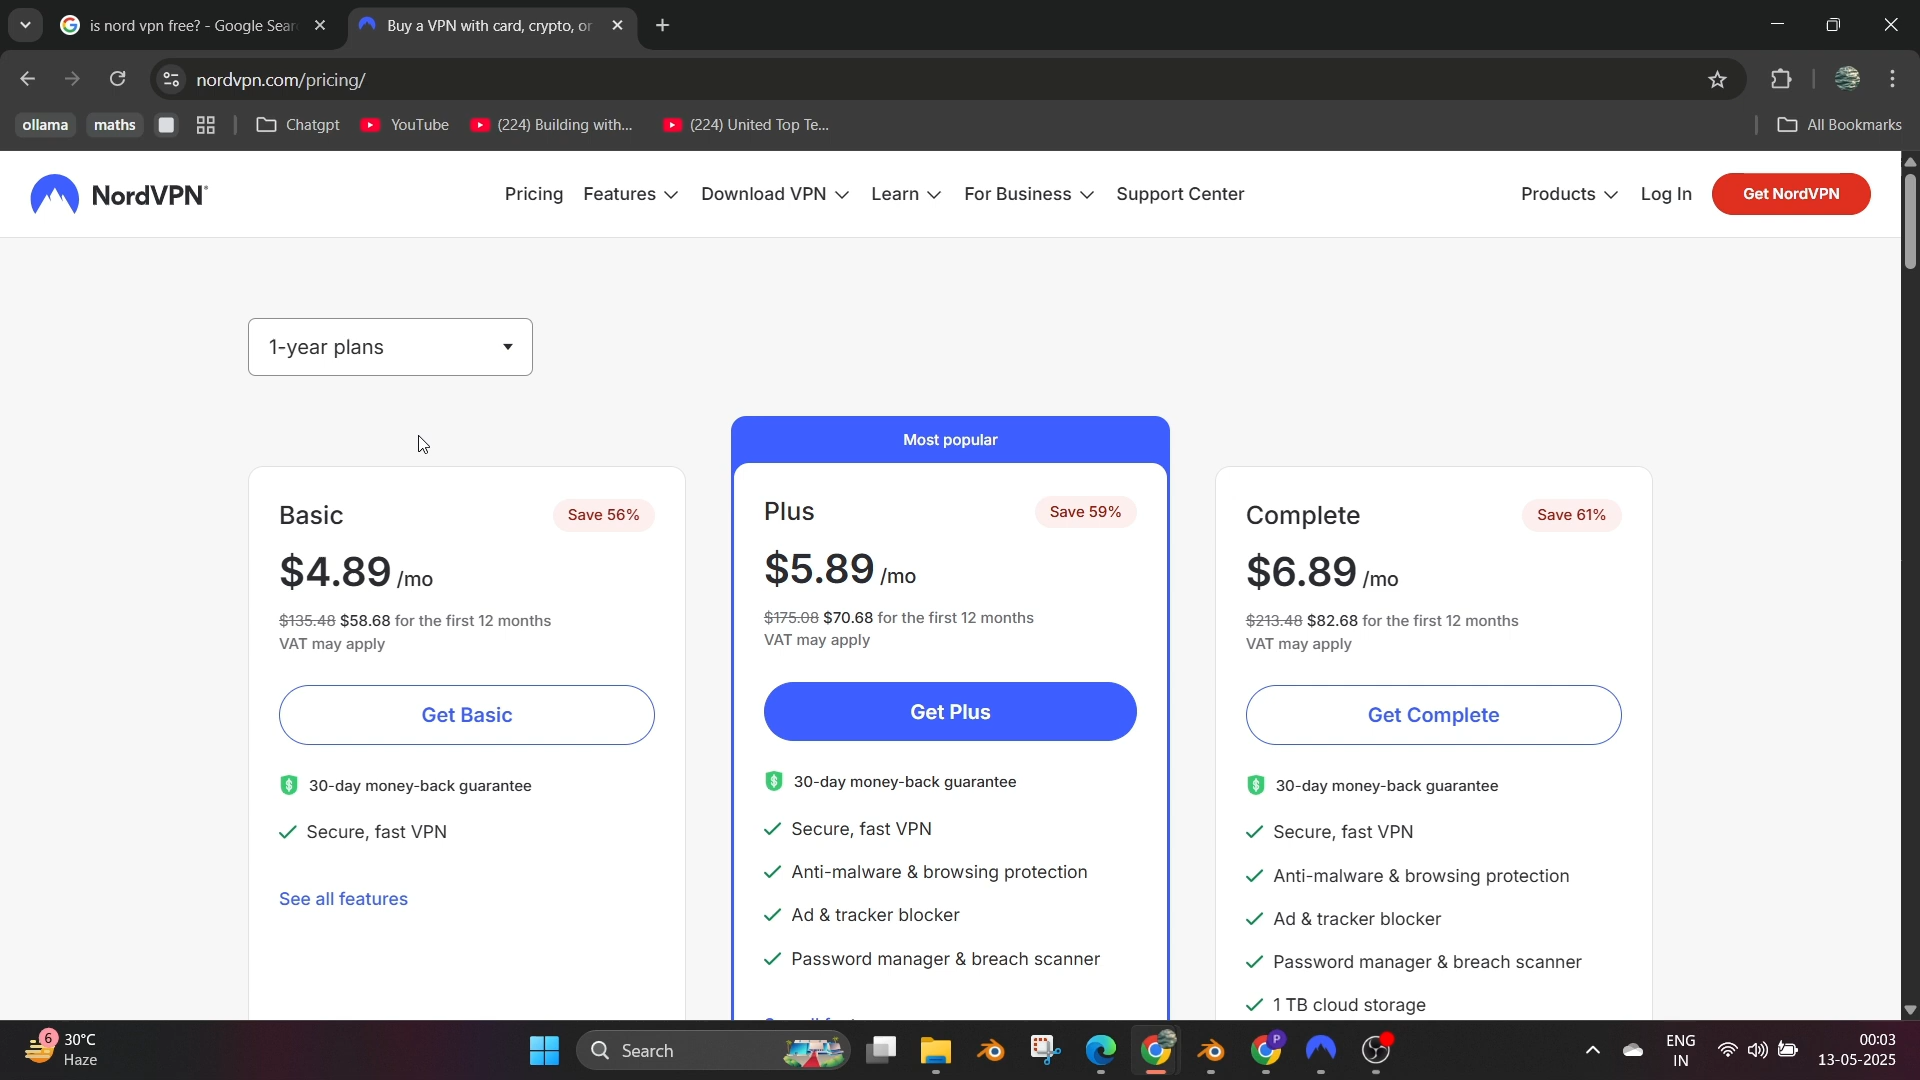 is nord vpn free? - Google Sear
Buy a VPN with card, crypto, or
nordvpn.com/pricing/
ollama
maths
Chatgpt
YouTube
(224) Building with...
(224) United Top Te...
All Bookmarks
NordVPN®
Pricing
Features
Download VPN
Learn
For Business
Support Center
Products
Log In
Get NordVPN
1-year plans
Most popular
Basic
Save 56%
$4.89 /mo
$135.48 $58.68 for the first 12 months
VAT may apply
Get Basic
30-day money-back guarantee
Secure, fast VPN
See all features
Plus
Save 59%
$5.89 /mo
$175.08 $70.68 for the first 12 months
VAT may apply
Get Plus
30-day money-back guarantee
Secure, fast VPN
Anti-malware & browsing protection
Ad & tracker blocker
Password manager & breach scanner
Complete
Save 61%
$6.89 /mo
$213.48 $82.68 for the first 12 months
VAT may apply
Get Complete
30-day money-back guarantee
Secure, fast VPN
Anti-malware & browsing protection
Ad & tracker blocker
Password manager & breach scanner
1 TB cloud storage
6
30°C
Haze
Search
P
ENG
IN
00:03
13-05-2025